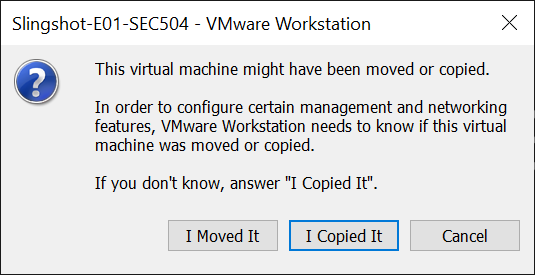 Slingshot-E01-SEC504 - VMware Workstation
This virtual machine might have been moved or copied.
In order to configure certain management and networking
features, VMware Workstation needs to know if this virtual
machine was moved or copied.
If you don't know, answer "I Copied It".
I Moved It
I Copied It
Cancel